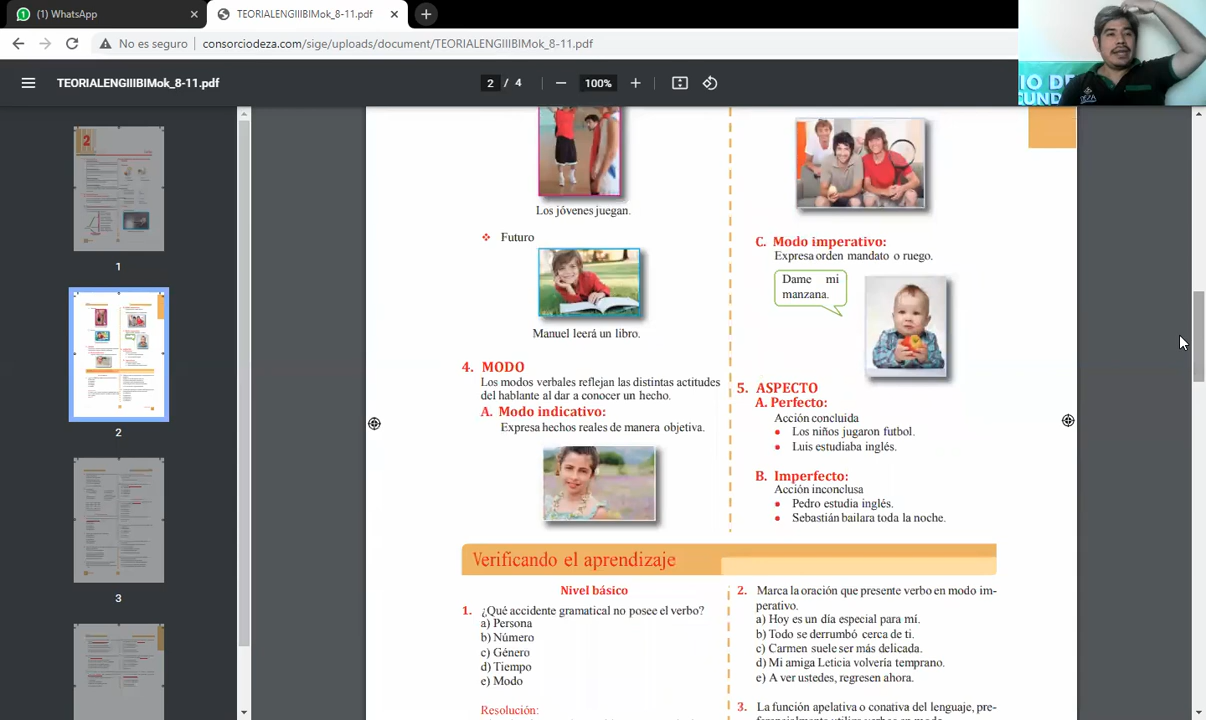 (1) WhatsApp
TEORIALENGIIIBIMok_8-11.pdf
No es seguro
consorciodeza.com/sige/uploads/document/TEORIALENGIIIBIMok_8-11.pdf
TEORIALENGIIIBIMok_8-11.pdf
2 / 4
100%
1
2
3
Los jóvenes juegan.
Futuro
Manuel leerá un libro.
4. MODO
Los modos verbales reflejan las distintas actitudes
del hablante al dar a conocer un hecho.
A. Modo indicativo:
Expresa hechos reales de manera objetiva.
C. Modo imperativo:
Expresa orden mandato o ruego.
Dame mi
manzana.
5. ASPECTO
A. Perfecto:
Acción concluida
• Los niños jugaron futbol.
• Luis estudiaba inglés.
B. Imperfecto:
Acción inconclusa
• Pedro estudia inglés.
• Sebastián bailara toda la noche.
Verificando el aprendizaje
Nivel básico
1. ¿Qué accidente gramatical no posee el verbo?
a) Persona
b) Número
c) Género
d) Tiempo
e) Modo
Resolución:
2. Marca la oración que presente verbo en modo im-
perativo.
a) Hoy es un día especial para mí.
b) Todo se derrumbó cerca de ti.
c) Carmen suele ser más delicada.
d) Mi amiga Leticia volvería temprano.
e) A ver ustedes, regresen ahora.
3. La función apelativa o conativa del lenguaje, pre-